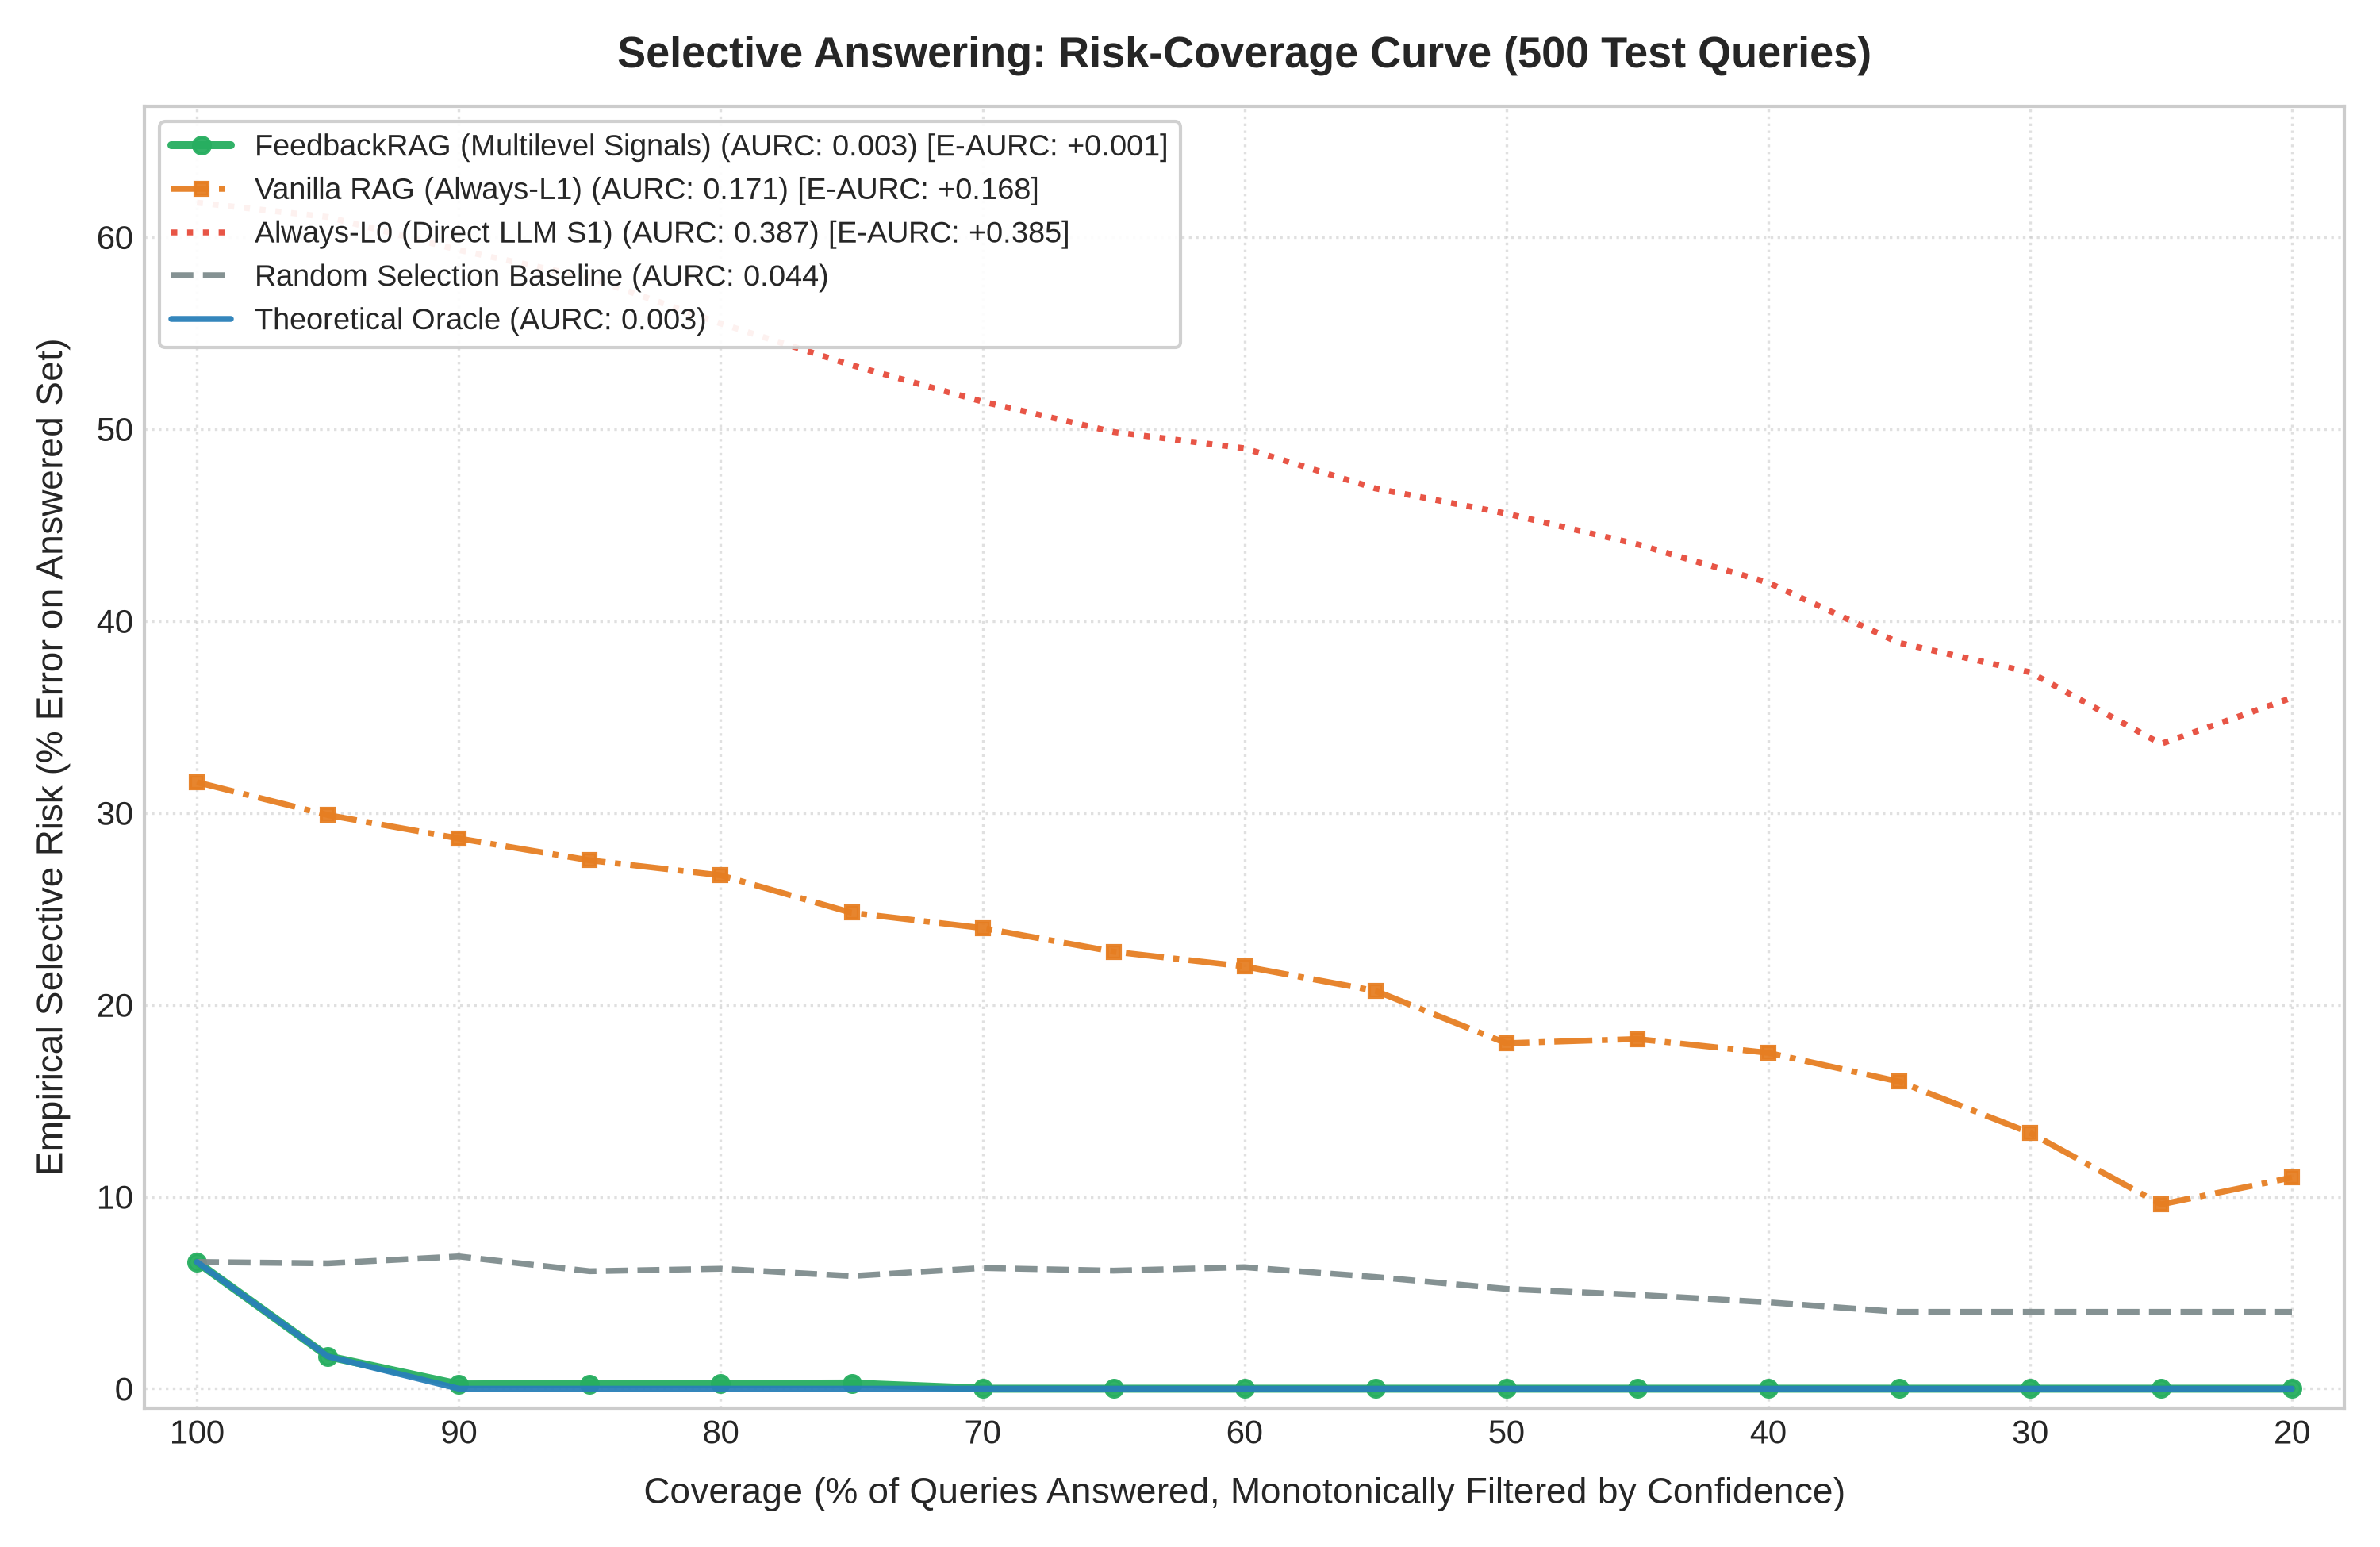 Selective Answering: Risk-Coverage Curve (500 Test Queries)
FeedbackRAG (Multilevel Signals) (AURC: 0.003) [E-AURC: +0.001]
Vanilla RAG (Always-L1) (AURC: 0.171) [E-AURC: +0.168]
Always-L0 (Direct LLM S1) (AURC: 0.387) [E-AURC: +0.385]
Random Selection Baseline (AURC: 0.044)
Theoretical Oracle (AURC: 0.003)
Empirical Selective Risk (% Error on Answered Set)
60
50
40
30
20
10
0
100 90 80 70 60 50 40 30 20
Coverage (% of Queries Answered, Monotonically Filtered by Confidence)